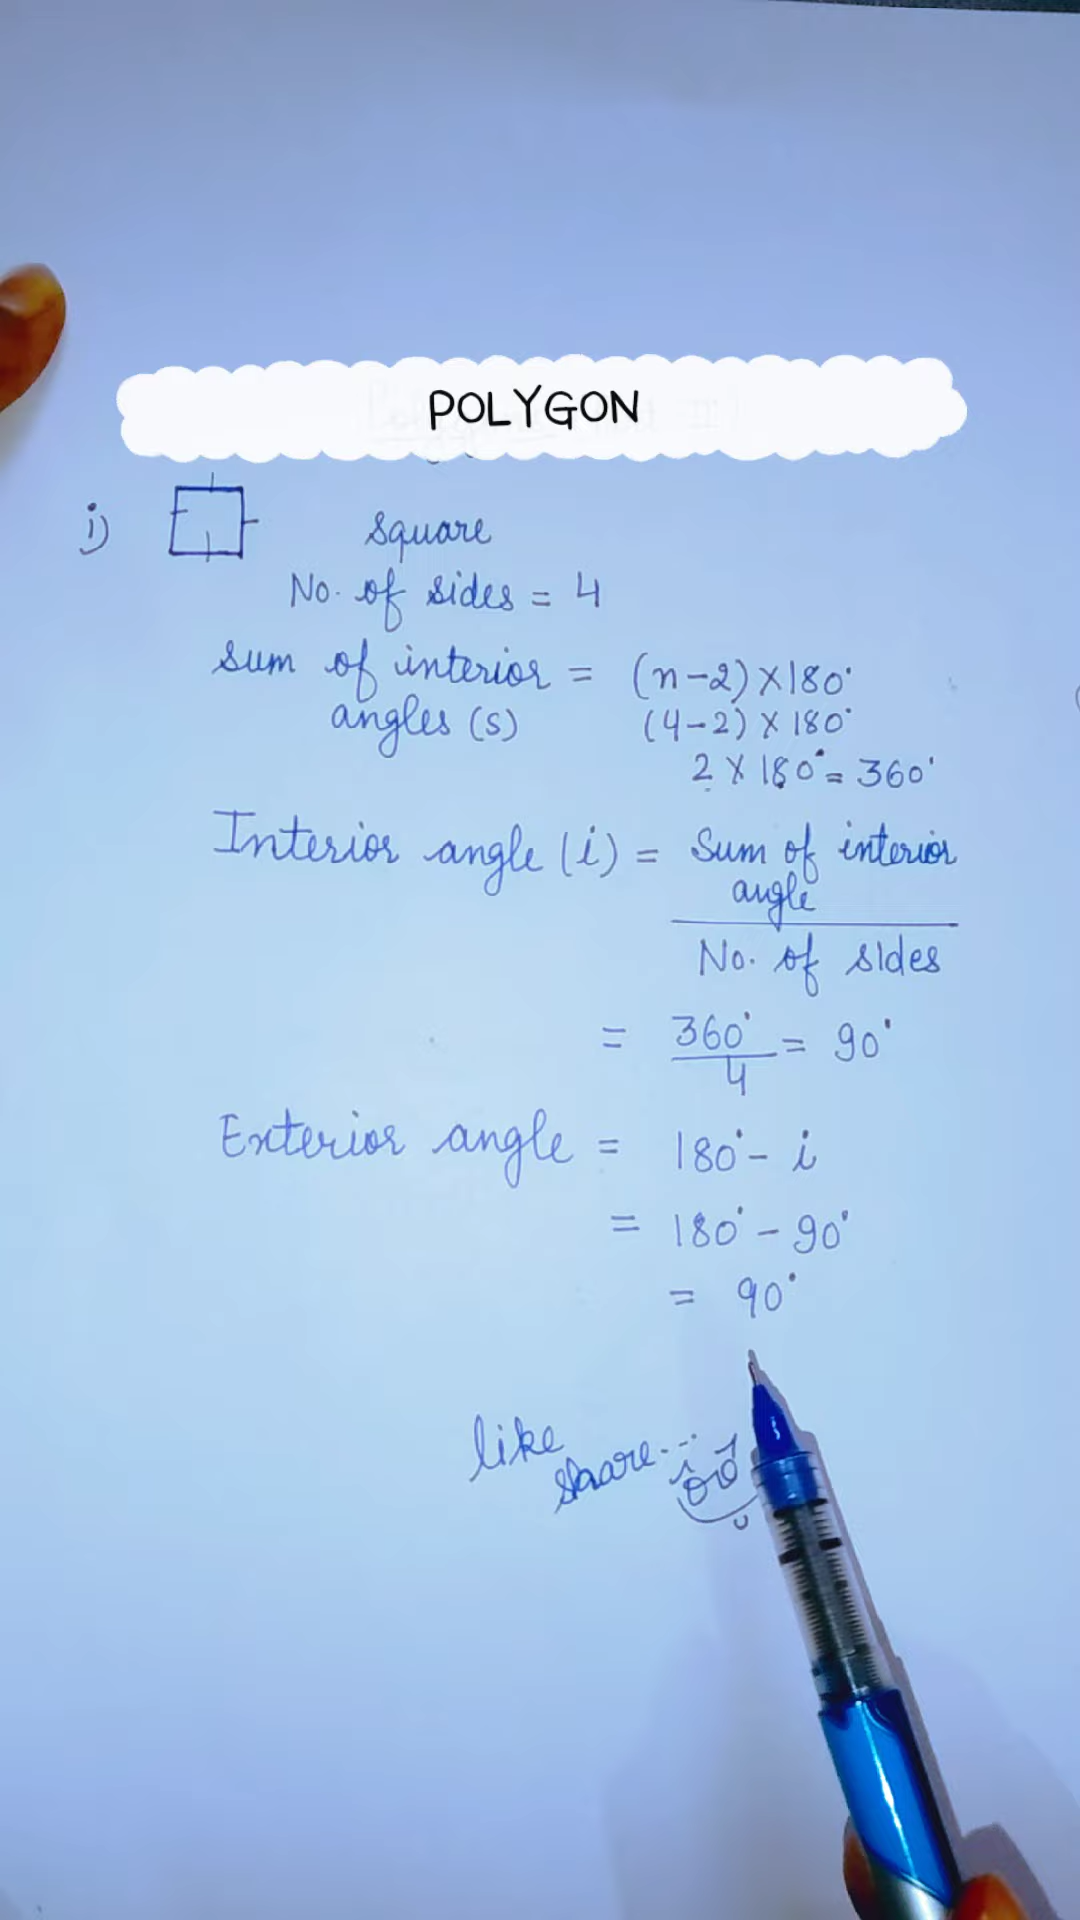 POLYGON
i) square
No. of sides = 4
sum of interior = (n-2) X 180°
angles (s) (4-2) X 180°
2 X 180° = 360°
Interior angle (i) = Sum of interior
angle
No. of sides
= 360° = 90°
4
Exterior angle = 180° - i
= 180° - 90°
= 90°
like
share...